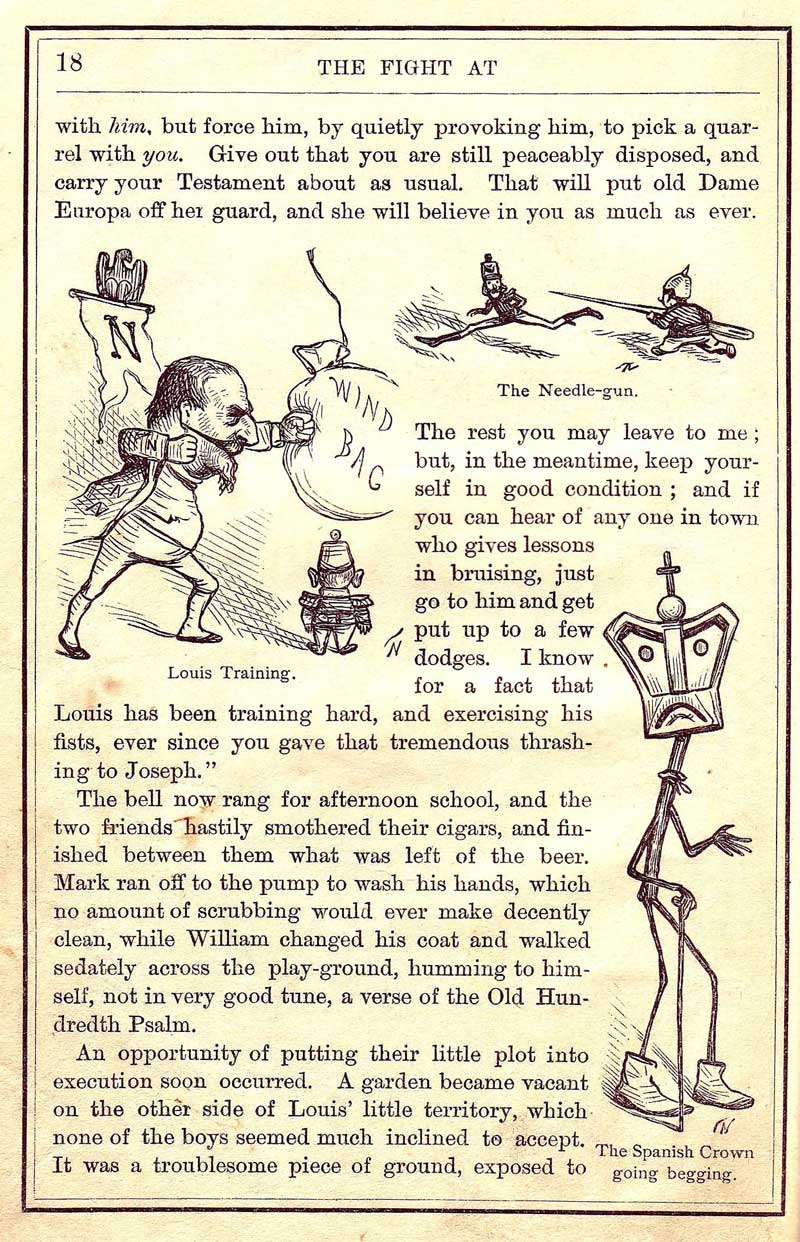 18
THE FIGHT AT
with him, but force him, by quietly provoking him, to pick a quar-
rel with you. Give out that you are still peaceably disposed, and
carry your Testament about as usual. That will put old Dame
Europa off her guard, and she will believe in you as much as ever.
N
N
N
N
WIND
BAG
N
Louis Training.
The Needle-gun.
The rest you may leave to me;
but, in the meantime, keep your-
self in good condition; and if
you can hear of any one in town
who gives lessons
in bruising, just
go to him and get
put up to a few
dodges. I know
for a fact that
Louis has been training hard, and exercising his
fists, ever since you gave that tremendous thrash-
ing to Joseph."
The bell now rang for afternoon school, and the
two friends hastily smothered their cigars, and fin-
ished between them what was left of the beer.
Mark ran off to the pump to wash his hands, which
no amount of scrubbing would ever make decently
clean, while William changed his coat and walked
sedately across the play-ground, humming to him-
self, not in very good tune, a verse of the Old Hun-
dredth Psalm.
An opportunity of putting their little plot into
execution soon occurred. A garden became vacant
on the other side of Louis' little territory, which
none of the boys seemed much inclined to accept.
It was a troublesome piece of ground, exposed to
The Spanish Crown
going begging.